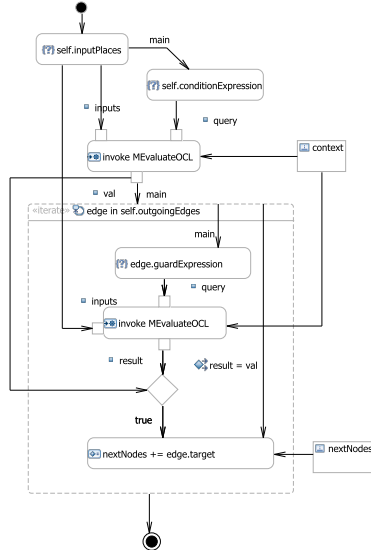 self.inputPlaces
main
self.conditionExpression
inputs
query
invoke MEvaluateOCL
context
val
main
«iterate» edge in self.outgoingEdges
main
edge.guardExpression
query
inputs
invoke MEvaluateOCL
result
result = val
true
nextNodes
nextNodes += edge.target